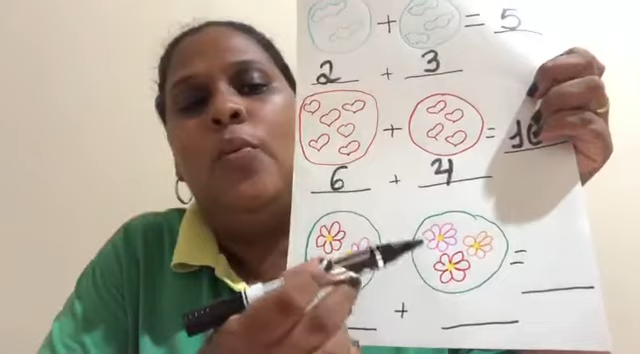 + = 5
2 + 3
+ = 10
6 + 4
=
+